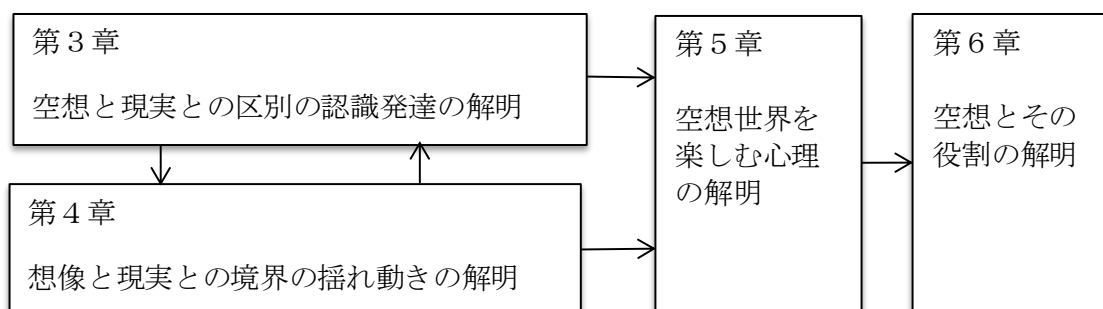 第３章
空想と現実との区別の認識発達の解明
第４章
想像と現実との境界の揺れ動きの解明
第５章
空想世界を
楽しむ心理
の解明
第６章
空想とその
役割の解明